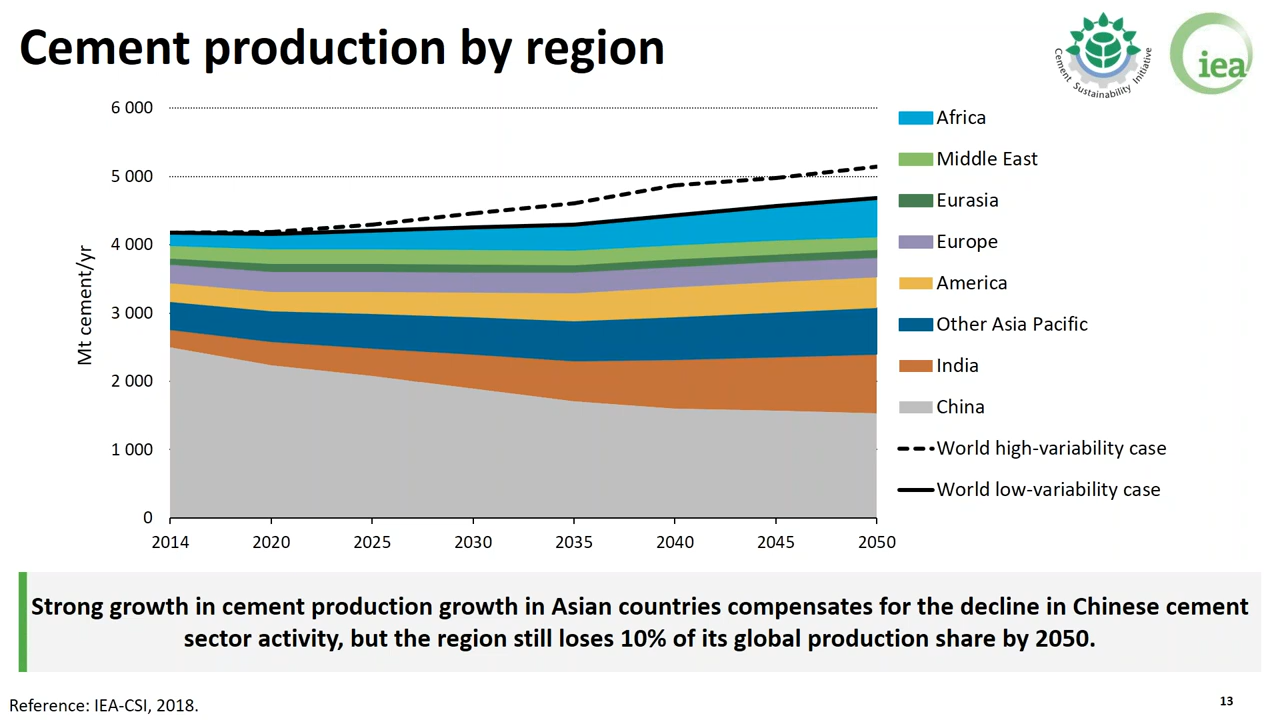 Cement production by region
Cement Sustainability Initiative
iea
6 000
5 000
4 000
3 000
2 000
1 000
0
Mt cement/yr
2014 2020 2025 2030 2035 2040 2045 2050
Africa
Middle East
Eurasia
Europe
America
Other Asia Pacific
India
China
World high-variability case
World low-variability case
Strong growth in cement production growth in Asian countries compensates for the decline in Chinese cement
sector activity, but the region still loses 10% of its global production share by 2050.
Reference: IEA-CSI, 2018.
13